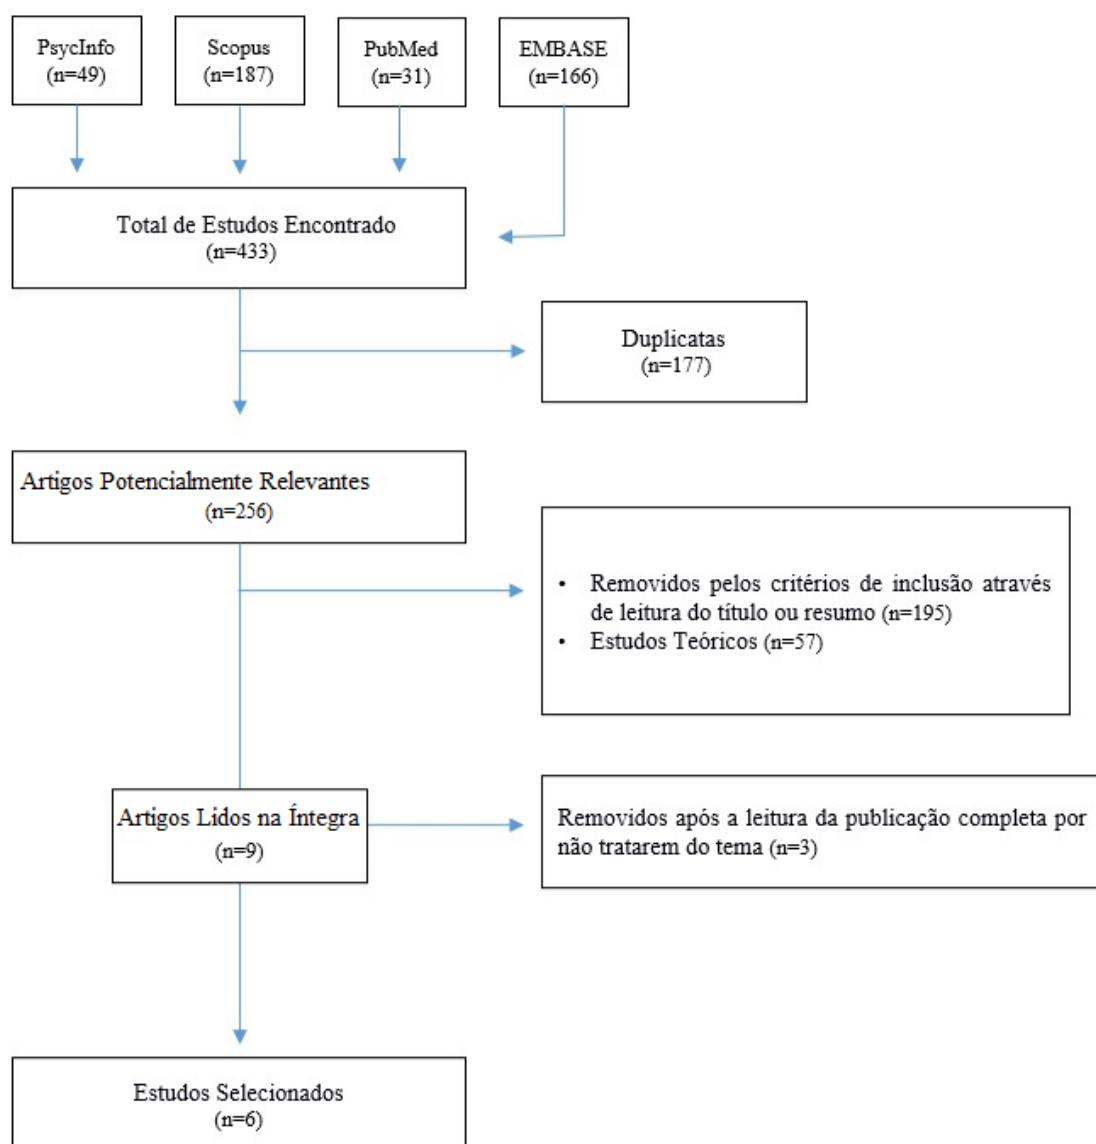 PsycInfo
(n=49)
Scopus
(n=187)
PubMed
(n=31)
EMBASE
(n=166)
Total de Estudos Encontrado
(n=433)
Duplicatas
(n=177)
Artigos Potencialmente Relevantes
(n=256)
• Removidos pelos critérios de inclusão através
de leitura do título ou resumo (n=195)
• Estudos Teóricos (n=57)
Artigos Lidos na Íntegra
(n=9)
Removidos após a leitura da publicação completa por
não tratarem do tema (n=3)
Estudos Selecionados
(n=6)